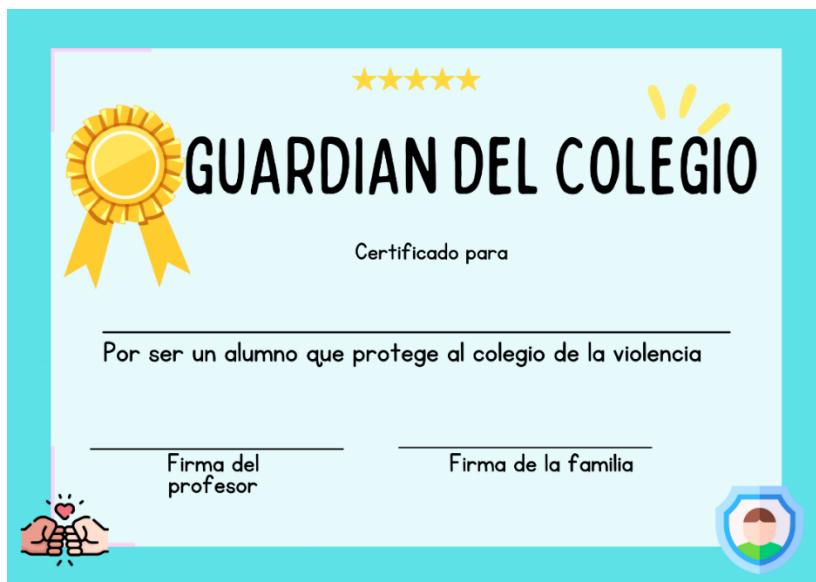 GUARDIAN DEL COLEGIO
Certificado para
Por ser un alumno que protege al colegio de la violencia
Firma del
profesor
Firma de la familia